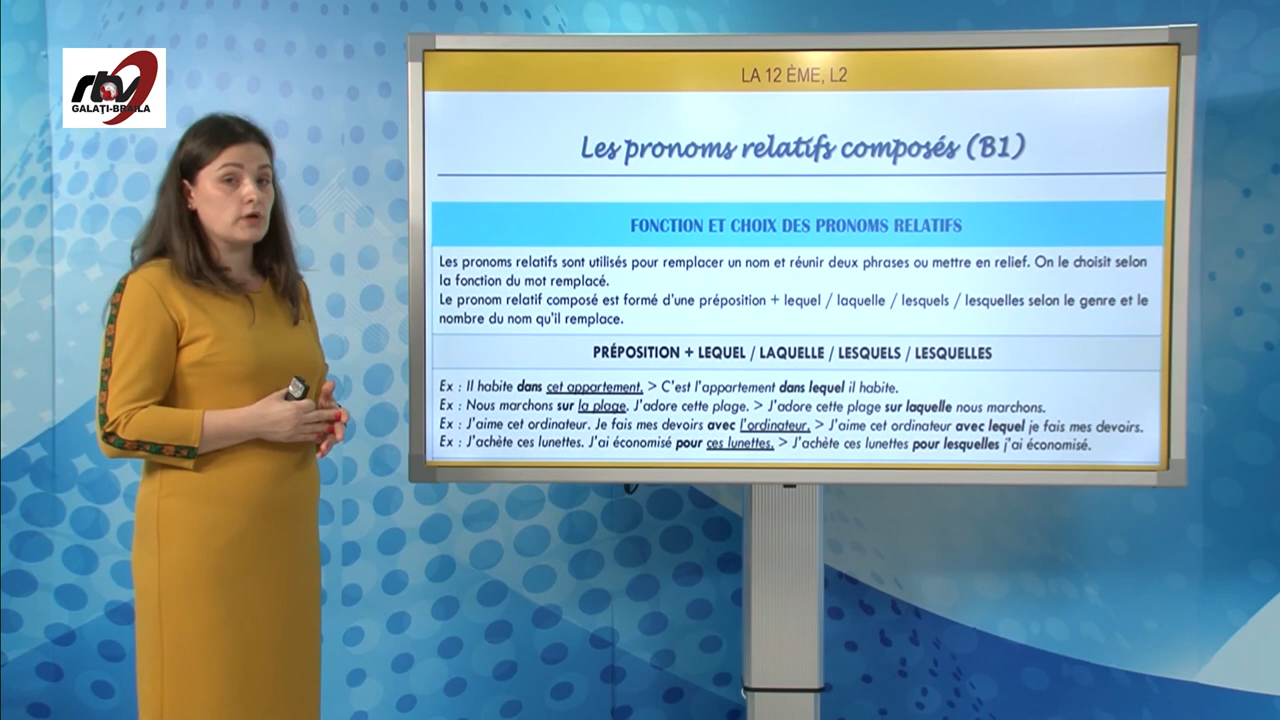 rtv
GALAŢI-BRĂILA
LA 12 ÈME, L2
Les pronoms relatifs composés (B1)
FONCTION ET CHOIX DES PRONOMS RELATIFS
Les pronoms relatifs sont utilisés pour remplacer un nom et réunir deux phrases ou mettre en relief. On le choisit selon
la fonction du mot remplacé.
Le pronom relatif composé est formé d'une préposition + lequel / laquelle / lesquels / lesquelles selon le genre et le
nombre du nom qu'il remplace.
PRÉPOSITION + LEQUEL / LAQUELLE / LESQUELS / LESQUELLES
Ex : Il habite dans cet appartement. > C'est l'appartement dans lequel il habite.
Ex : Nous marchons sur la plage. J'adore cette plage. > J'adore cette plage sur laquelle nous marchons.
Ex : J'aime cet ordinateur. Je fais mes devoirs avec l'ordinateur. > J'aime cet ordinateur avec lequel je fais mes devoirs.
Ex : J'achète ces lunettes. J'ai économisé pour ces lunettes. > J'achète ces lunettes pour lesquelles j'ai économisé.